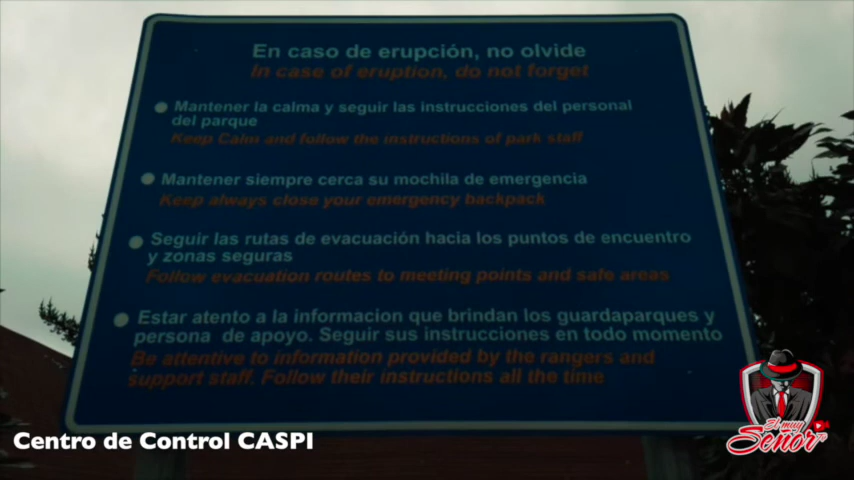 En caso de erupción, no olvide
In case of eruption, do not forget
Mantener la calma y seguir las instrucciones del personal
del parque
Keep Calm and follow the instructions of park staff
Mantener siempre cerca su mochila de emergencia
Keep always close your emergency backpack
Seguir las rutas de evacuación hacia los puntos de encuentro
y zonas seguras
Follow evacuation routes to meeting points and safe areas
Estar atento a la informacion que brindan los guardaparques y
persona de apoyo. Seguir sus instrucciones en todo momento
Be attentive to information provided by the rangers and
support staff. Follow their instructions all the time
Centro de Control CASPI
El muy
Señor